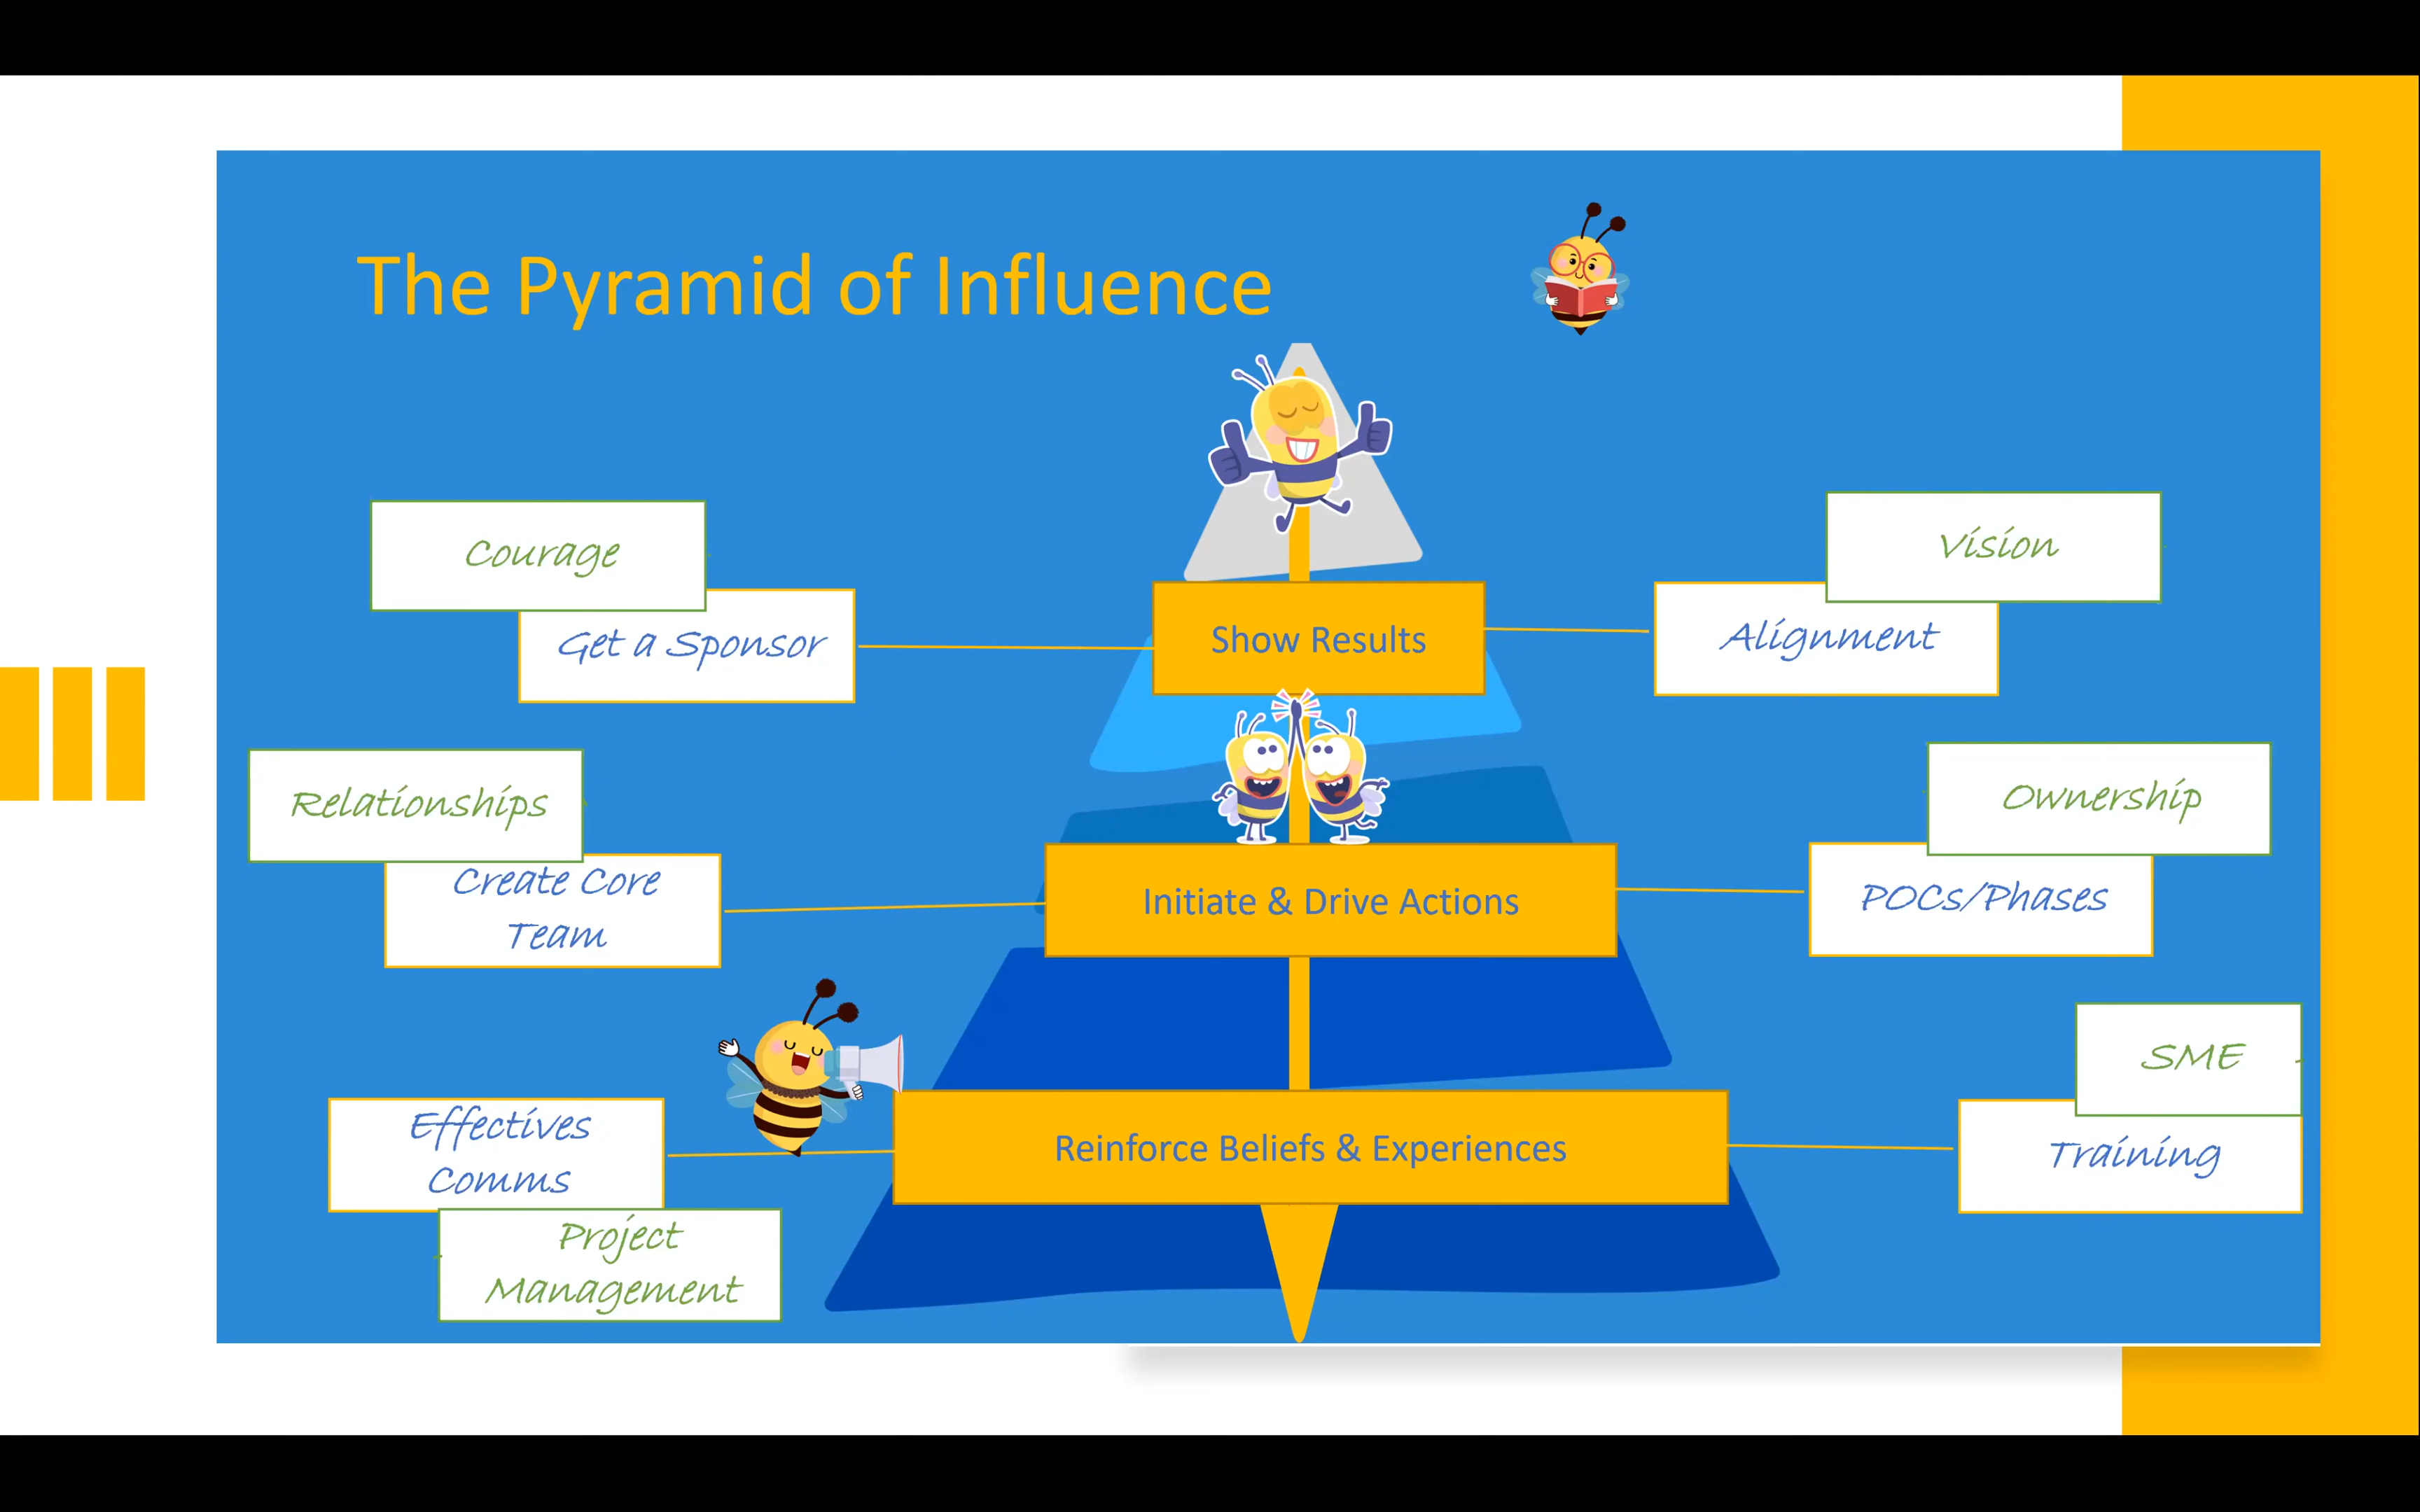 The Pyramid of Influence
Courage
Get a Sponsor
Show Results
Vision
Alignment
Relationships
Create Core
Team
Initiate & Drive Actions
Ownership
POCs/Phases
Effectives
Comms
Project
Management
Reinforce Beliefs & Experiences
SME
Training